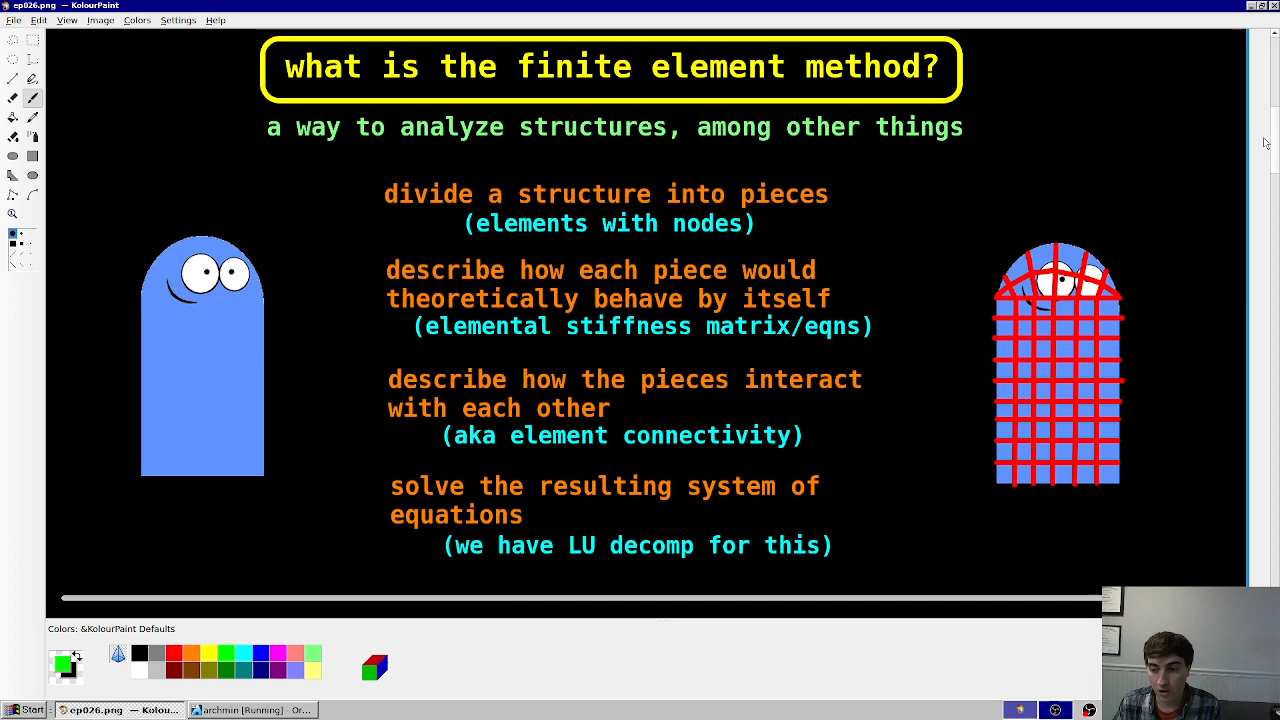 ep026.png — KolourPaint
File Edit View Image Colors Settings Help
what is the finite element method?
a way to analyze structures, among other things
divide a structure into pieces
(elements with nodes)
describe how each piece would
theoretically behave by itself
(elemental stiffness matrix/eqns)
describe how the pieces interact
with each other
(aka element connectivity)
solve the resulting system of
equations
(we have LU decomp for this)
Colors: &KolourPaint Defaults
Start ep026.png — Kolou... archmin [Running] - Or...